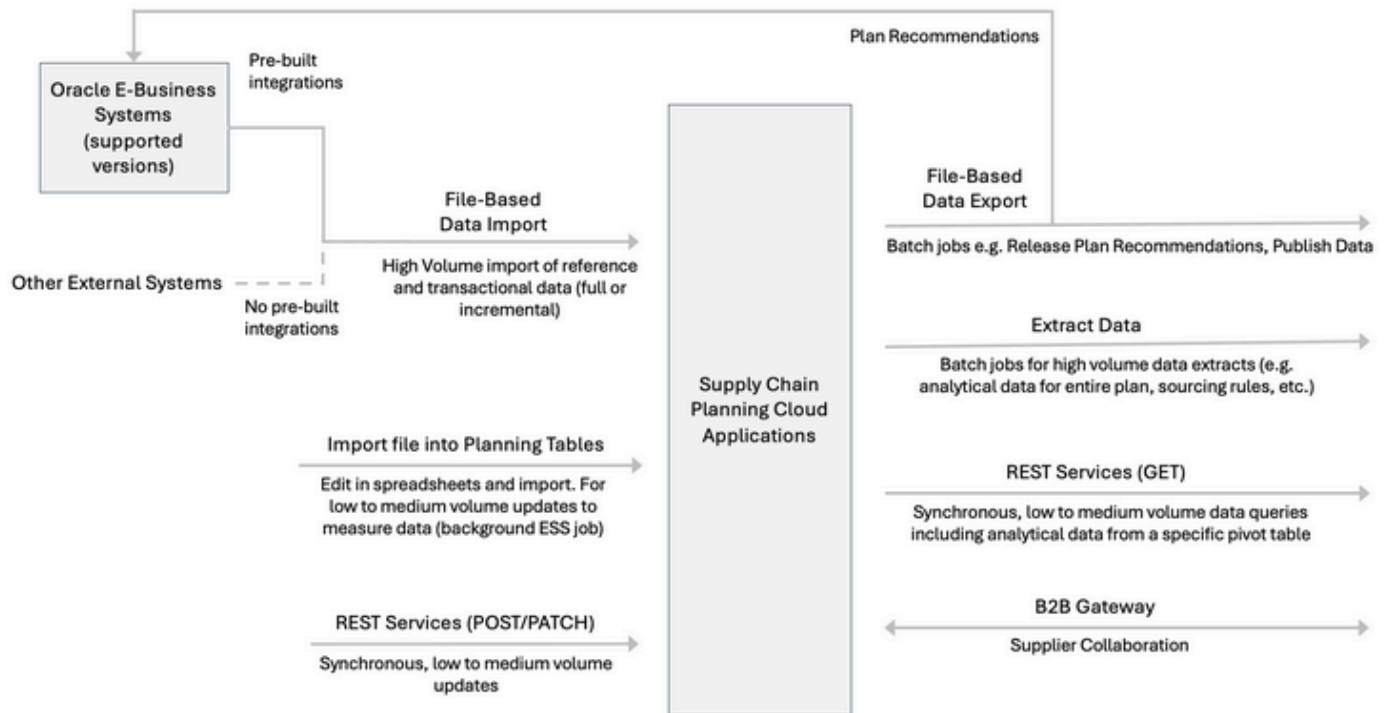 Plan Recommendations
Pre-built
integrations
Oracle E-Business
Systems
(supported
versions)
File-Based
Data Import
High Volume import of reference
and transactional data (full or
incremental)
Other External Systems
No pre-built
integrations
Import file into Planning Tables
Edit in spreadsheets and import. For
low to medium volume updates to
measure data (background ESS job)
REST Services (POST/PATCH)
Synchronous, low to medium volume
updates
Supply Chain
Planning Cloud
Applications
File-Based
Data Export
Batch jobs e.g. Release Plan Recommendations, Publish Data
Extract Data
Batch jobs for high volume data extracts (e.g.
analytical data for entire plan, sourcing rules, etc.)
REST Services (GET)
Synchronous, low to medium volume data queries
including analytical data from a specific pivot table
B2B Gateway
Supplier Collaboration